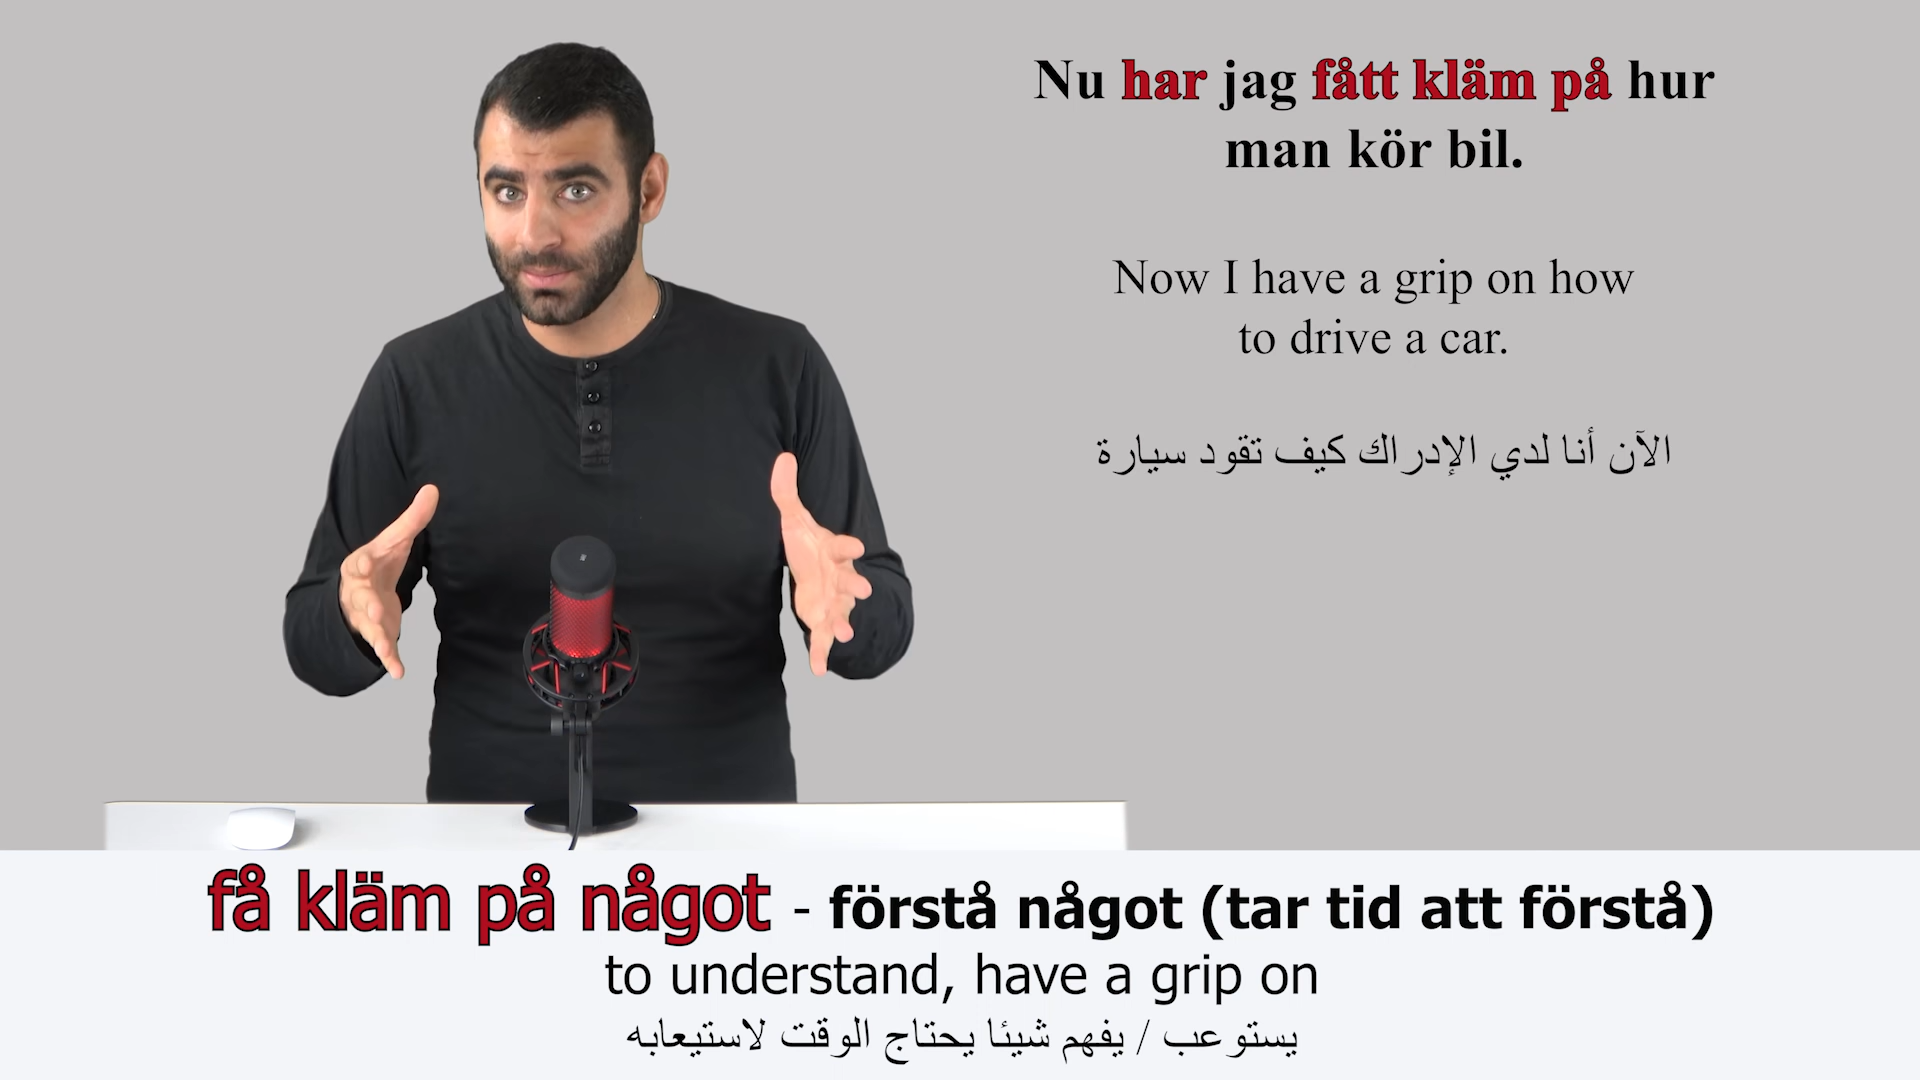 Nu har jag fått kläm på hur
man kör bil.
Now I have a grip on how
to drive a car.
الآن أنا لدي الإدراك كيف تقود سيارة
få kläm på något - förstå något (tar tid att förstå)
to understand, have a grip on
يستوعب / يفهم شيئا يحتاج الوقت لاستيعابه